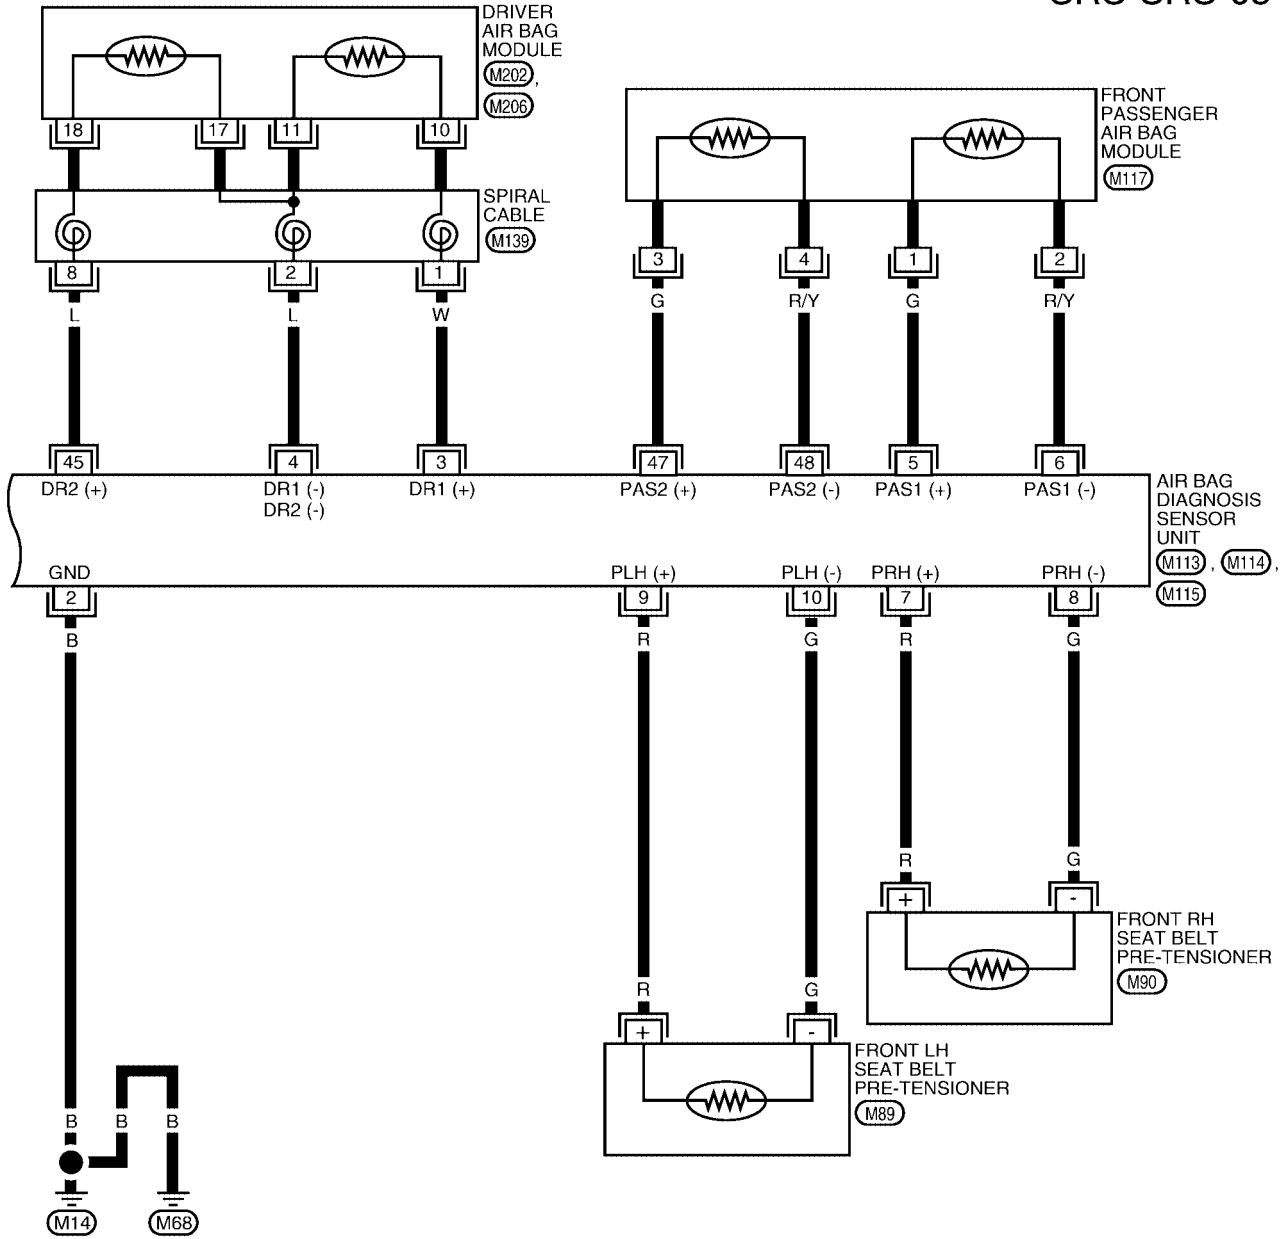 DRIVER
AIR BAG
MODULE
M202,
M206
18 17 11 10
FRONT
PASSENGER
AIR BAG
MODULE
M117
SPIRAL
CABLE
M139
8 2 1
L L W
3 4 1 2
G R/Y G R/Y
45 4 3 47 48 5 6
DR2 (+) DR1 (-) DR1 (+) PAS2 (+) PAS2 (-) PAS1 (+) PAS1 (-)
DR2 (-)
AIR BAG
DIAGNOSIS
SENSOR
UNIT
M113, M114,
M115
GND PLH (+) PLH (-) PRH (+) PRH (-)
2 9 10 7 8
B R G R G
R G
+ -
FRONT RH
SEAT BELT
PRE-TENSIONER
M90
R G
+ -
FRONT LH
SEAT BELT
PRE-TENSIONER
M89
B B B
M14 M68